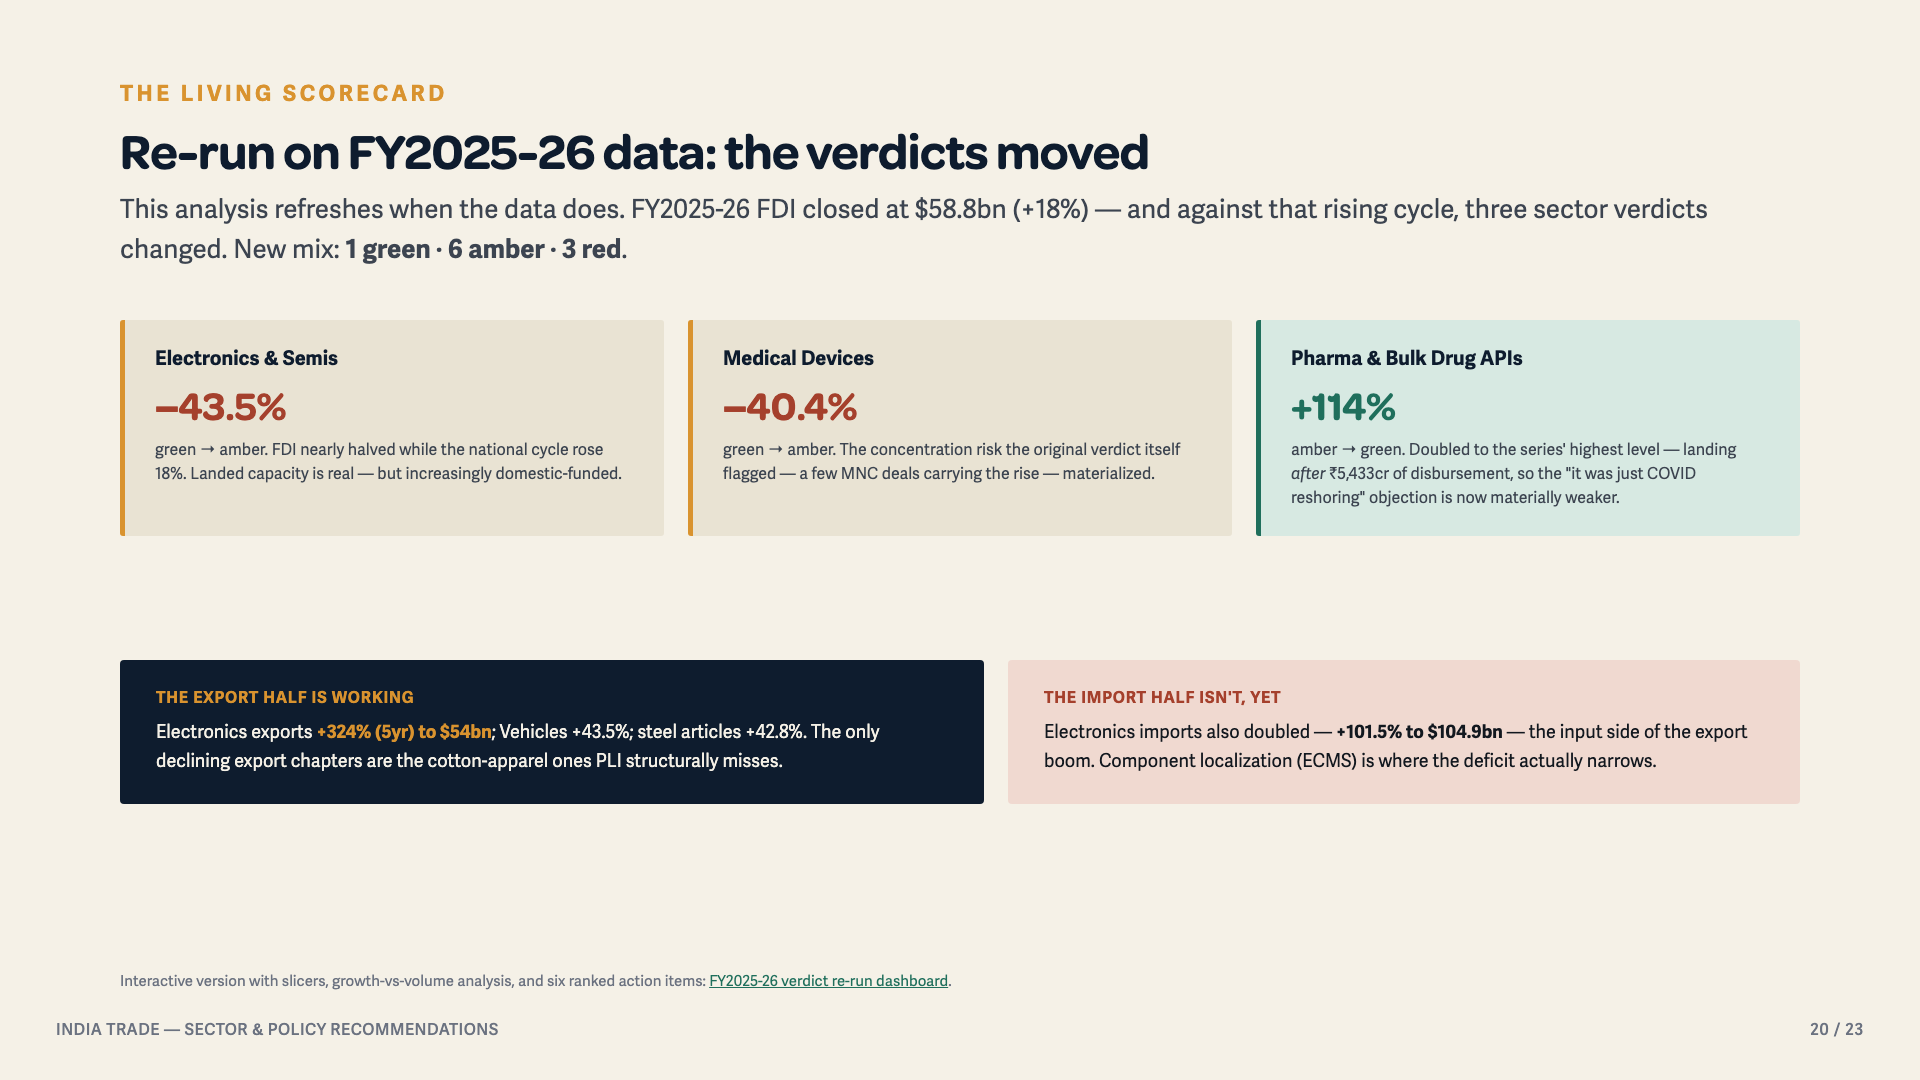 THE LIVING SCORECARD
Re-run on FY2025-26 data: the verdicts moved
This analysis refreshes when the data does. FY2025-26 FDI closed at $58.8bn (+18%) — and against that rising cycle, three sector verdicts
changed. New mix: 1 green · 6 amber · 3 red.
Electronics & Semis
−43.5%
green → amber. FDI nearly halved while the national cycle rose
18%. Landed capacity is real — but increasingly domestic-funded.
Medical Devices
−40.4%
green → amber. The concentration risk the original verdict itself
flagged — a few MNC deals carrying the rise — materialized.
Pharma & Bulk Drug APIs
+114%
amber → green. Doubled to the series' highest level — landing
after ₹5,433cr of disbursement, so the "it was just COVID
reshoring" objection is now materially weaker.
THE EXPORT HALF IS WORKING
Electronics exports +324% (5yr) to $54bn; Vehicles +43.5%; steel articles +42.8%. The only
declining export chapters are the cotton-apparel ones PLI structurally misses.
THE IMPORT HALF ISN'T, YET
Electronics imports also doubled — +101.5% to $104.9bn — the input side of the export
boom. Component localization (ECMS) is where the deficit actually narrows.
Interactive version with slicers, growth-vs-volume analysis, and six ranked action items: FY2025-26 verdict re-run dashboard.
INDIA TRADE — SECTOR & POLICY RECOMMENDATIONS
20 / 23